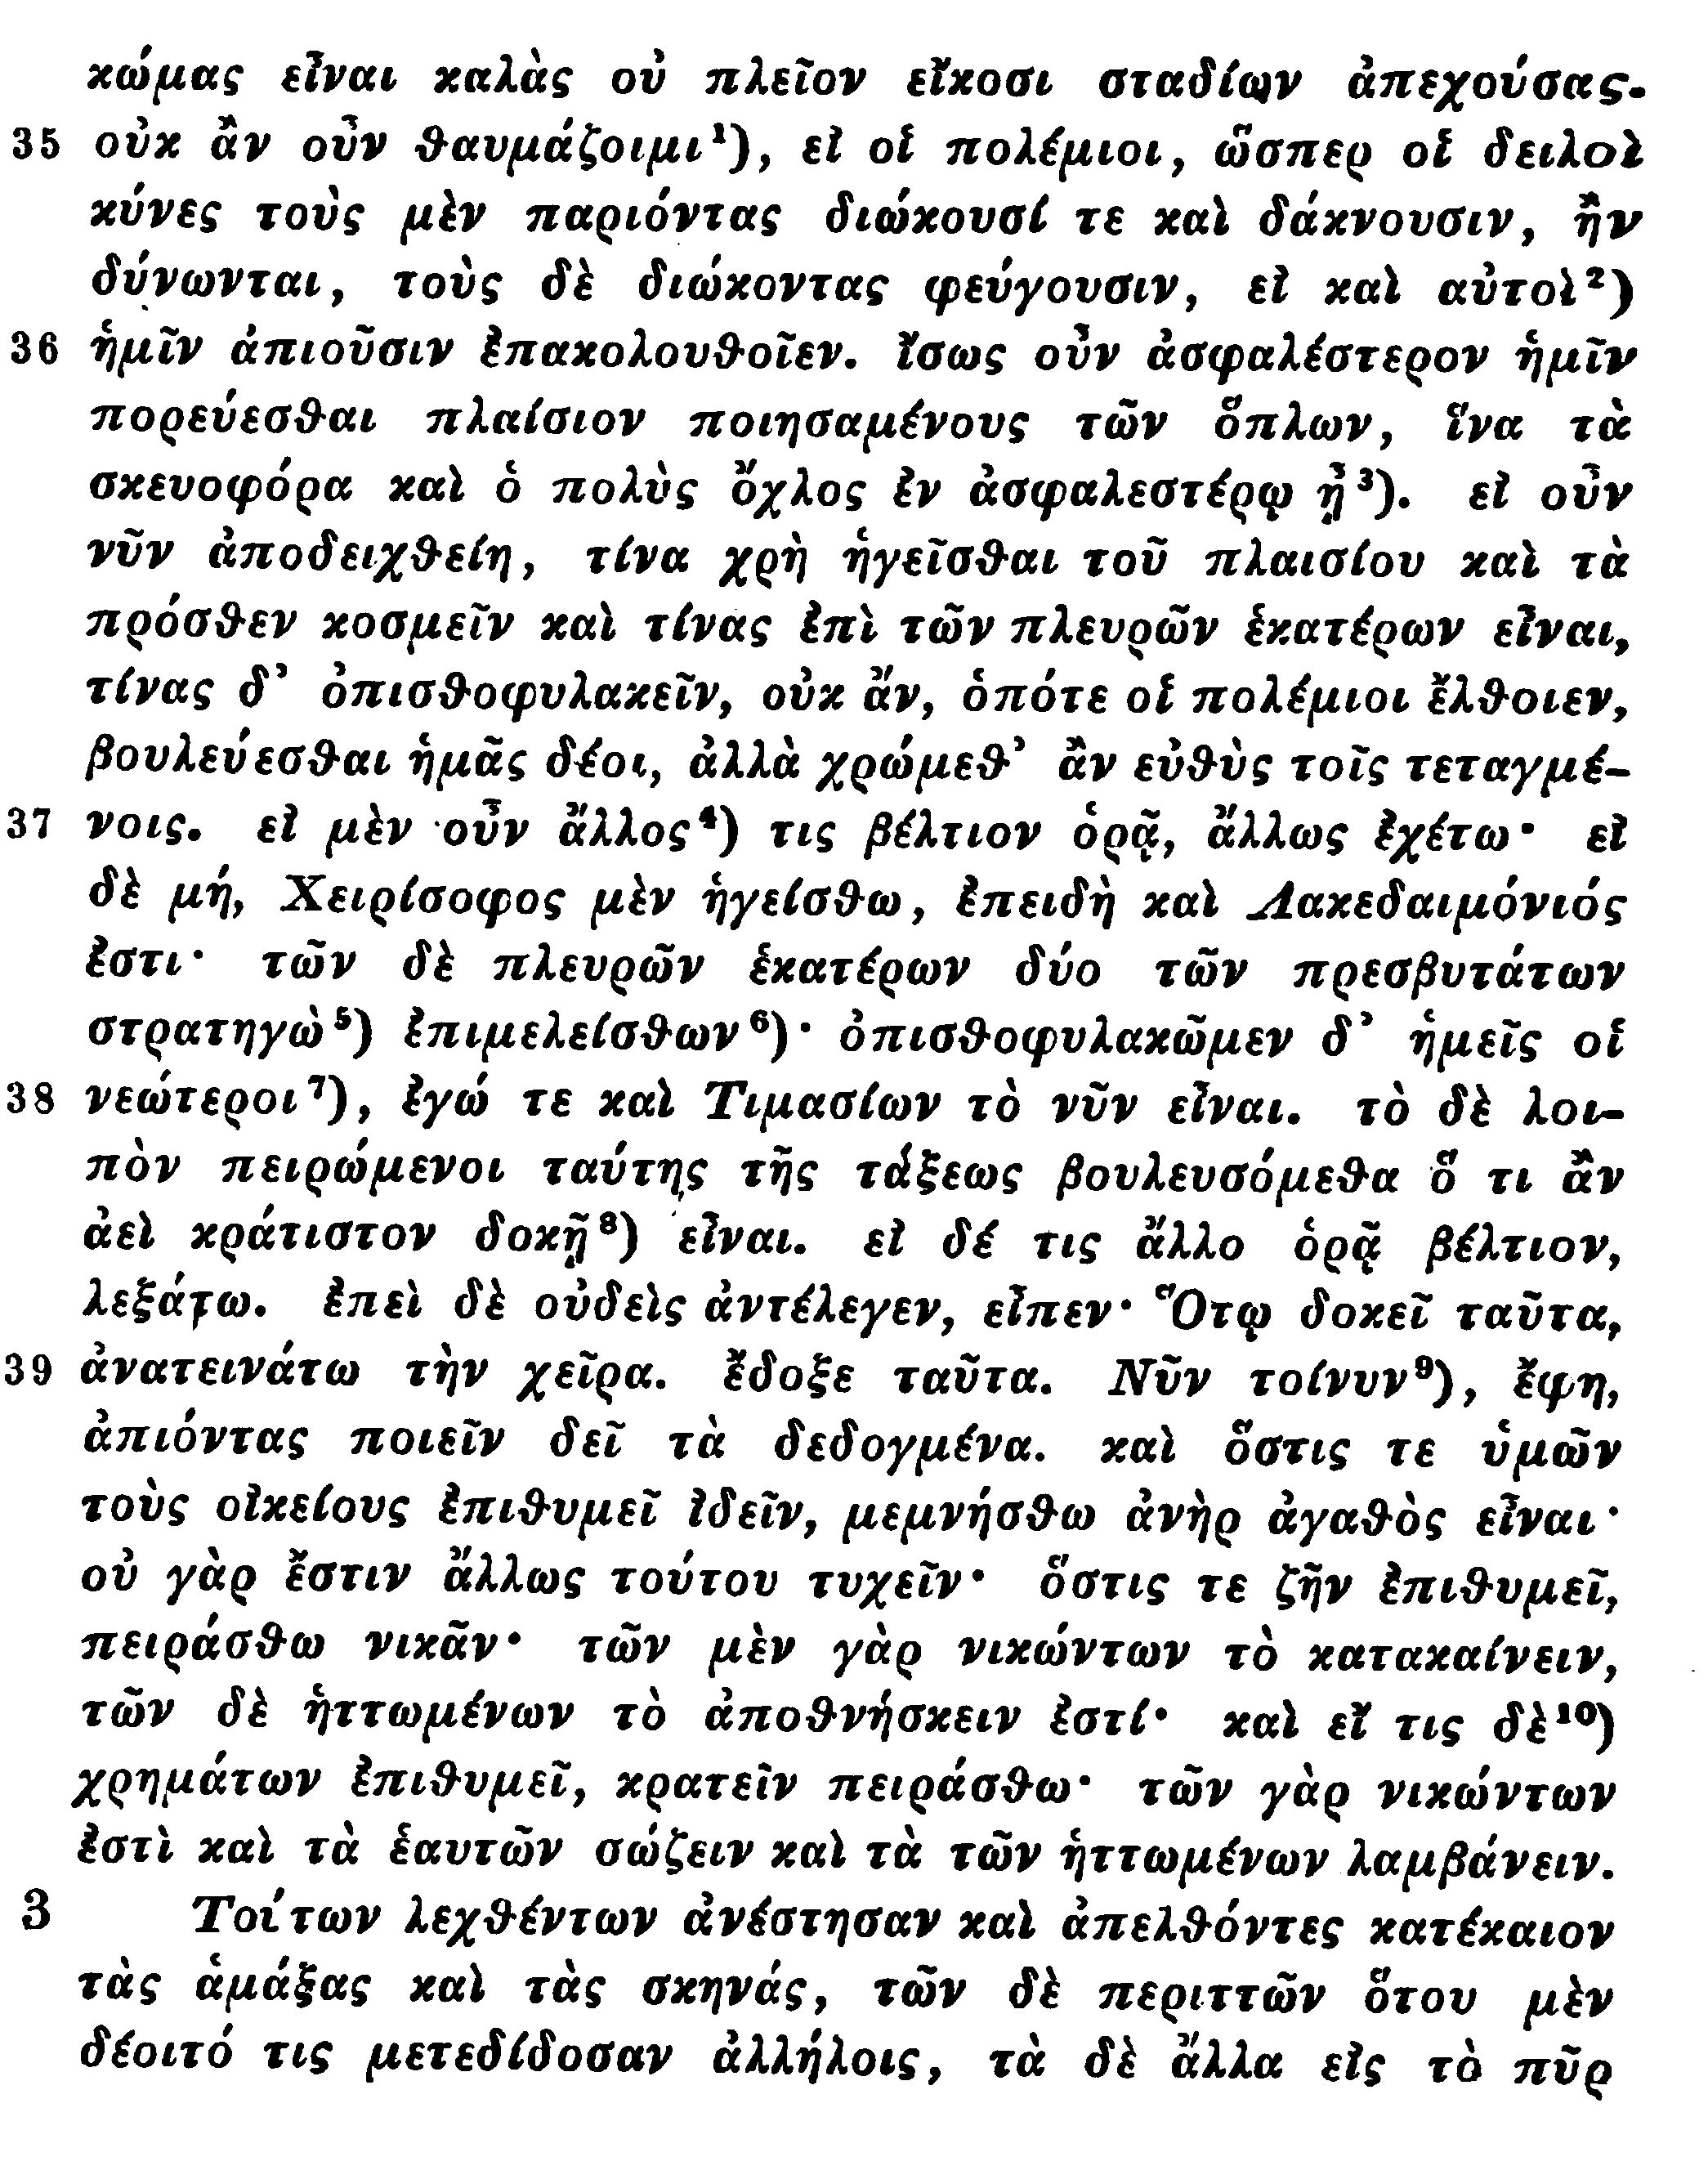 κώμας εἶναι καλὰς οὐ πλεῖον εἴκοσι σταδίων ἀπεχούσας.
35 οὐκ ἂν οὖν θαυμάζοιμι¹), εἰ οἱ πολέμιοι, ὥσπερ οἱ δειλοὶ
κύνες τοὺς μὲν παριόντας διώκουσί τε καὶ δάκνουσιν, ἢν
δύνωνται, τοὺς δὲ διώκοντας φεύγουσιν, εἰ καὶ αὐτοὶ²)
36 ἡμῖν ἀπιοῦσιν ἐπακολουθοῖεν. ἴσως οὖν ἀσφαλέστερον ἡμῖν
πορεύεσθαι πλαίσιον ποιησαμένους τῶν ὅπλων, ἵνα τὰ
σκευοφόρα καὶ ὁ πολὺς ὄχλος ἐν ἀσφαλεστέρῳ ᾖ³). εἰ οὖν
νῦν ἀποδειχθείη, τίνα χρὴ ἡγεῖσθαι τοῦ πλαισίου καὶ τὰ
πρόσθεν κοσμεῖν καὶ τίνας ἐπὶ τῶν πλευρῶν ἑκατέρων εἶναι,
τίνας δ’ ὀπισθοφυλακεῖν, οὐκ ἄν, ὁπότε οἱ πολέμιοι ἔλθοιεν,
βουλεύεσθαι ἡμᾶς δέοι, ἀλλὰ χρώμεθ’ ἂν εὐθὺς τοῖς τεταγμέ-
37 νοις. εἰ μὲν οὖν ἄλλος⁴) τις βέλτιον ὁρᾷ, ἄλλως ἐχέτω· εἰ
δὲ μή, Χειρίσοφος μὲν ἡγείσθω, ἐπειδὴ καὶ Λακεδαιμόνιός
ἐστι· τῶν δὲ πλευρῶν ἑκατέρων δύο τῶν πρεσβυτάτων
στρατηγὼ⁵) ἐπιμελείσθων⁶)· ὀπισθοφυλακῶμεν δ’ ἡμεῖς οἱ
38 νεώτεροι⁷), ἐγώ τε καὶ Τιμασίων τὸ νῦν εἶναι. τὸ δὲ λοι-
πὸν πειρώμενοι ταύτης τῆς τάξεως βουλευσόμεθα ὅ τι ἂν
ἀεὶ κράτιστον δοκῇ⁸) εἶναι. εἰ δέ τις ἄλλο ὁρᾷ βέλτιον,
λεξάτω. ἐπεὶ δὲ οὐδεὶς ἀντέλεγεν, εἶπεν· Ὅτῳ δοκεῖ ταῦτα,
39 ἀνατεινάτω τὴν χεῖρα. ἔδοξε ταῦτα. Νῦν τοίνυν⁹), ἔφη,
ἀπιόντας ποιεῖν δεῖ τὰ δεδογμένα. καὶ ὅστις τε ὑμῶν
τοὺς οἰκείους ἐπιθυμεῖ ἰδεῖν, μεμνήσθω ἀνὴρ ἀγαθὸς εἶναι·
οὐ γὰρ ἔστιν ἄλλως τούτου τυχεῖν· ὅστις τε ζῆν ἐπιθυμεῖ,
πειράσθω νικᾶν· τῶν μὲν γὰρ νικώντων τὸ κατακαίνειν,
τῶν δὲ ἡττωμένων τὸ ἀποθνήσκειν ἐστί· καὶ εἴ τις δὲ¹⁰)
χρημάτων ἐπιθυμεῖ, κρατεῖν πειράσθω· τῶν γὰρ νικώντων
ἐστὶ καὶ τὰ ἑαυτῶν σώζειν καὶ τὰ τῶν ἡττωμένων λαμβάνειν.
3 Τούτων λεχθέντων ἀνέστησαν καὶ ἀπελθόντες κατέκαιον
τὰς ἁμάξας καὶ τὰς σκηνάς, τῶν δὲ περιττῶν ὅτου μὲν
δέοιτό τις μετεδίδοσαν ἀλλήλοις, τὰ δὲ ἄλλα εἰς τὸ πῦρ